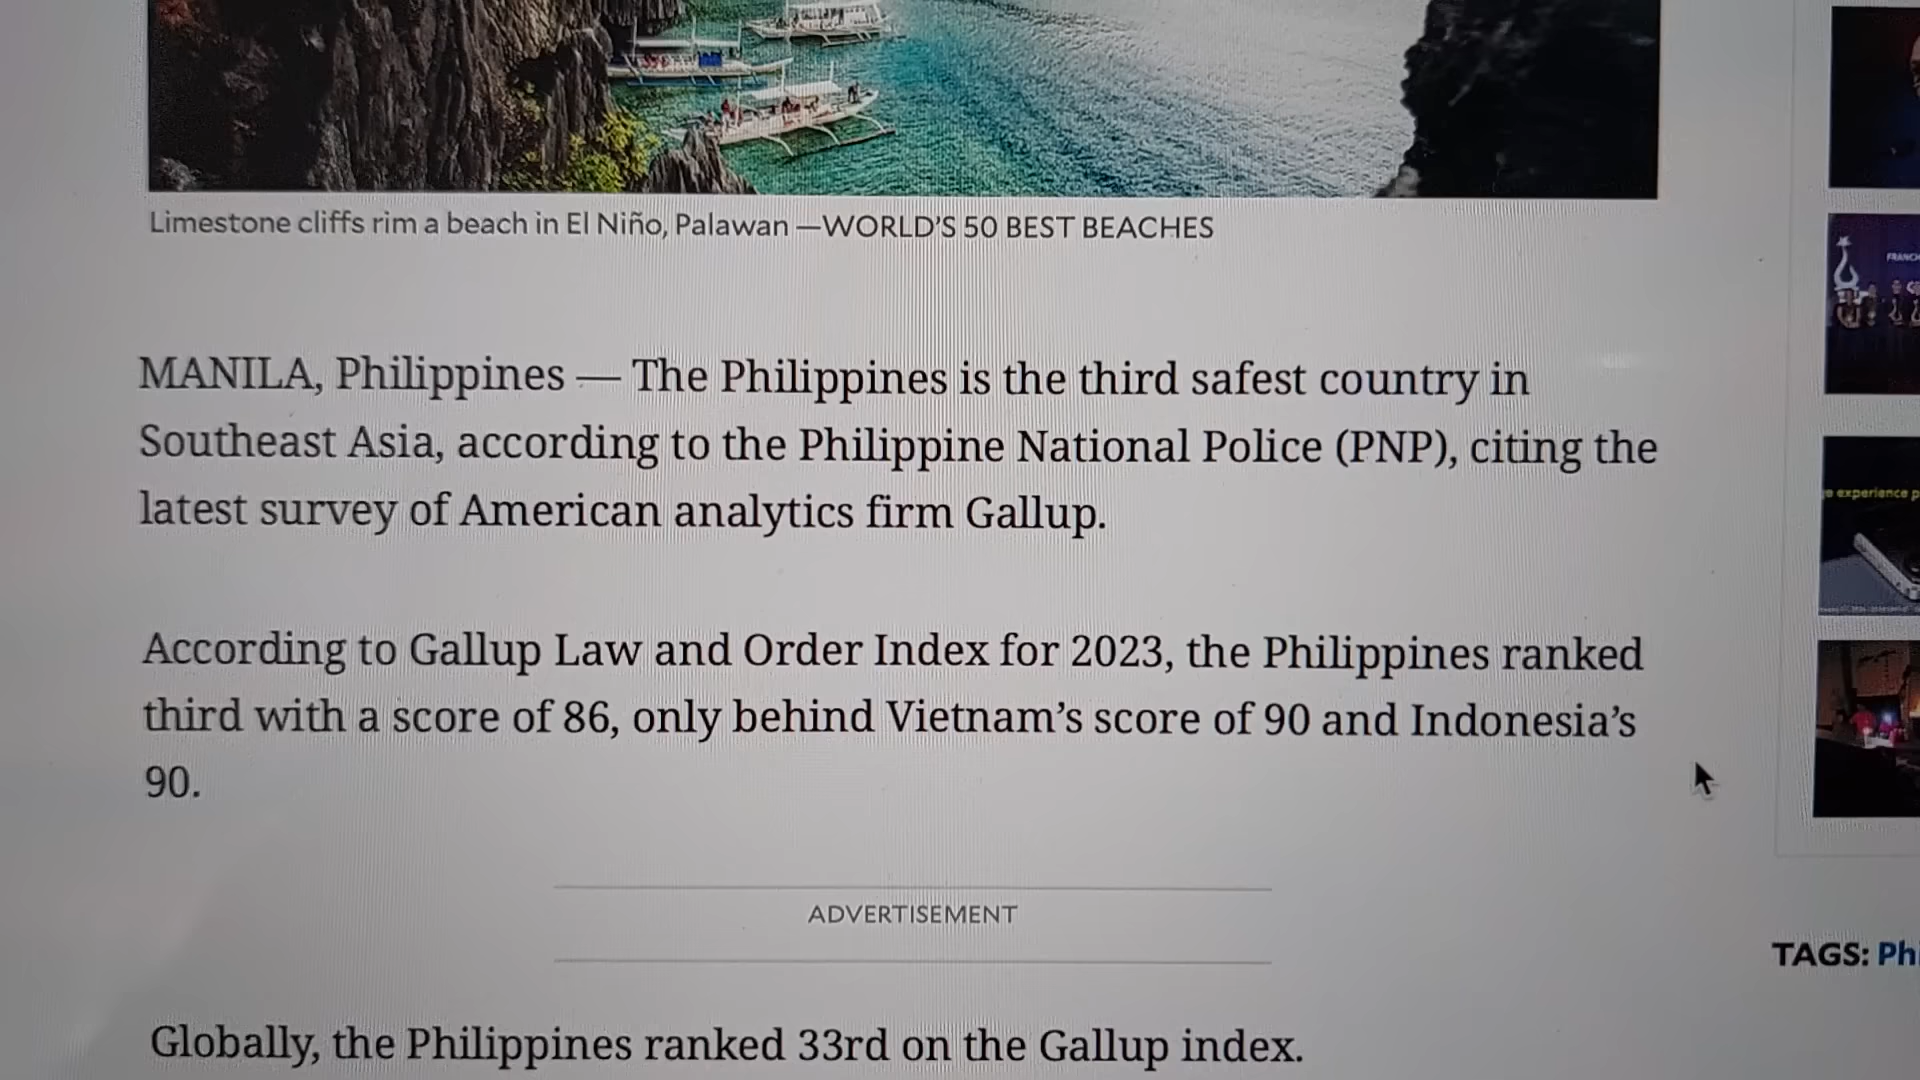 Limestone cliffs rim a beach in El Niño, Palawan —WORLD'S 50 BEST BEACHES
MANILA, Philippines — The Philippines is the third safest country in
Southeast Asia, according to the Philippine National Police (PNP), citing the
latest survey of American analytics firm Gallup.
According to Gallup Law and Order Index for 2023, the Philippines ranked
third with a score of 86, only behind Vietnam's score of 90 and Indonesia's
90.
ADVERTISEMENT
Globally, the Philippines ranked 33rd on the Gallup index.
experience
TAGS: Phi